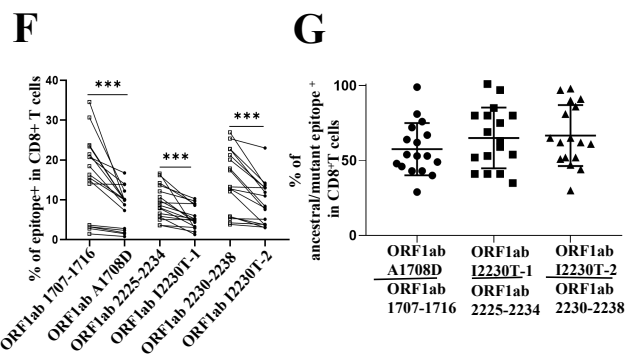 F
***
***
***
% of epitope+ in CD8+ T cells
40
30
20
10
0
ORF1ab 1707-1716
ORF1ab A1708D
ORF1ab 2225-2234
ORF1ab I2230T-1
ORF1ab 2230-2238
ORF1ab I2230T-2
G
% of
ancestral/mutant epitope +
in CD8+T cells
100
50
0
ORF1ab
A1708D
ORF1ab
1707-1716
ORF1ab
I2230T-1
ORF1ab
2225-2234
ORF1ab
I2230T-2
ORF1ab
2230-2238